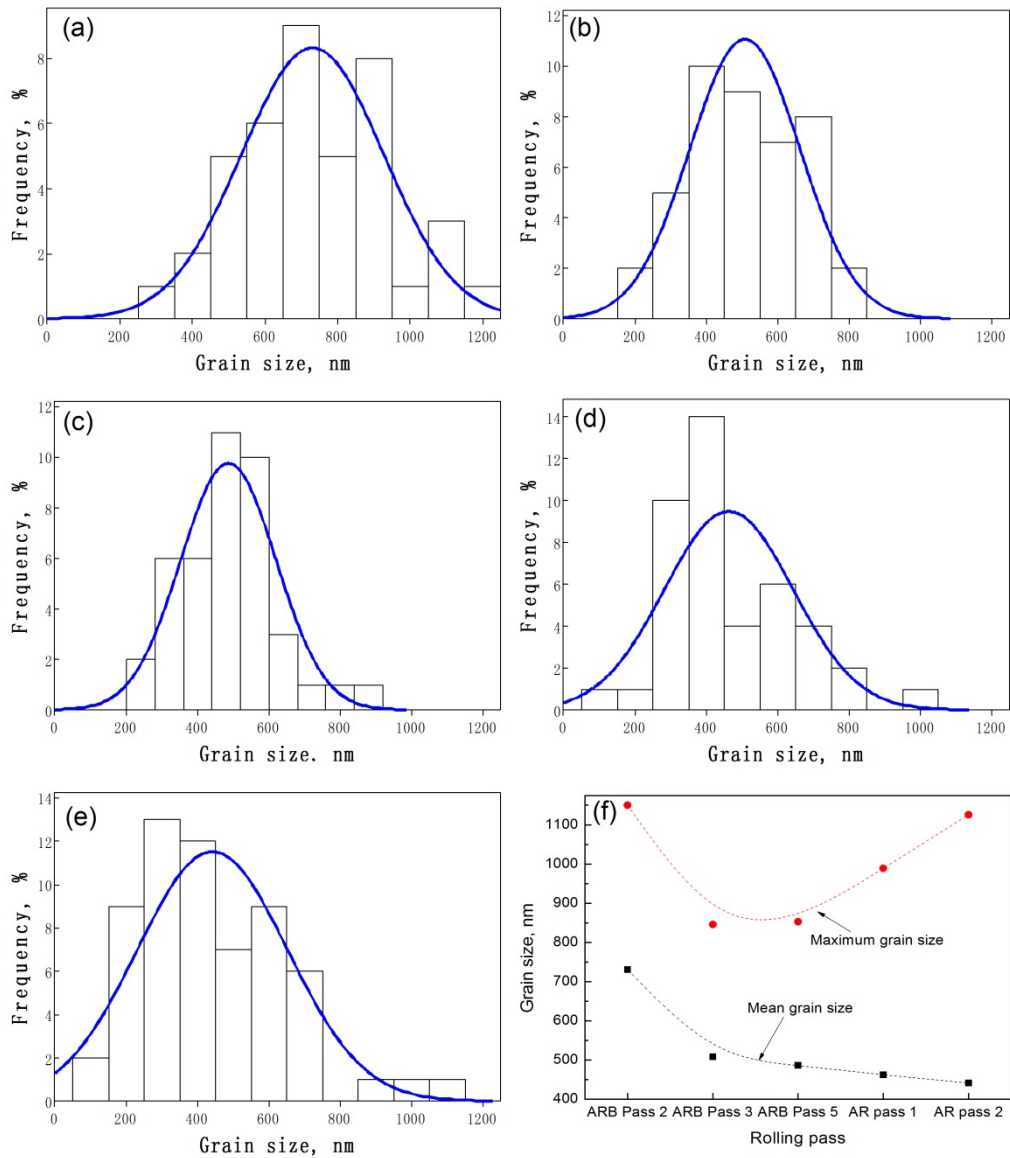 (a)
Frequency, %
8
6
4
2
0
0 200 400 600 800 1000 1200
Grain size, nm
(b)
Frequency, %
12
10
8
6
4
2
0
0 200 400 600 800 1000 1200
Grain size, nm
(c)
Frequency, %
12
10
8
6
4
2
0
0 200 400 600 800 1000 1200
Grain size. nm
(d)
Frequency, %
14
12
10
8
6
4
2
0
0 200 400 600 800 1000 1200
Grain size, nm
(e)
Frequency, %
14
12
10
8
6
4
2
0
0 200 400 600 800 1000 1200
Grain size, nm
(f)
Grain size, nm
1100
1000
900
800
700
600
500
400
Maximum grain size
Mean grain size
ARB Pass 2 ARB Pass 3 ARB Pass 5 AR pass 1 AR pass 2
Rolling pass